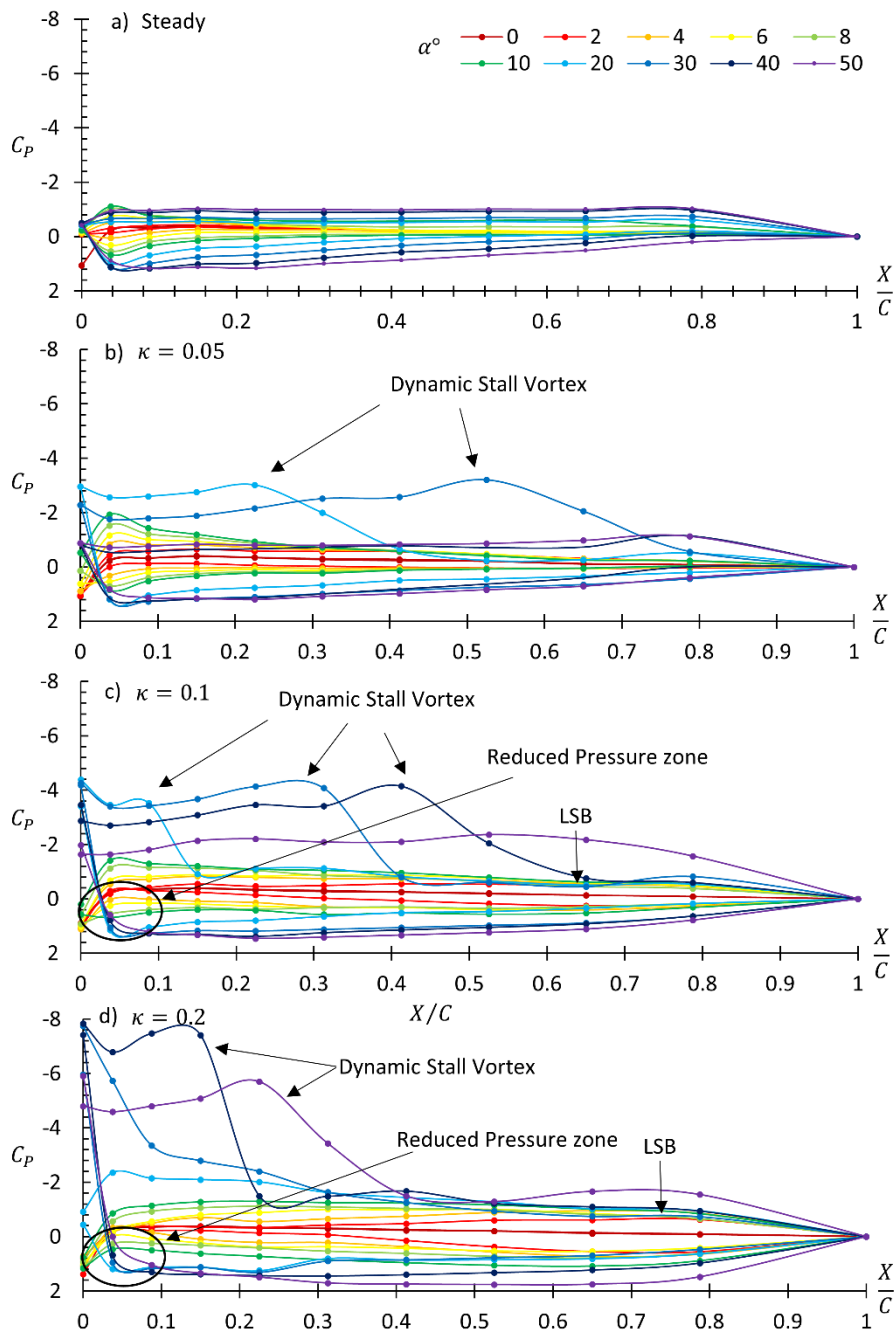 a) Steady
α° 0 2 4 6 8
10 20 30 40 50
-8
-6
-4
-2
0
2
C_P
0 0.2 0.4 0.6 0.8 1
X/C
b) κ = 0.05
Dynamic Stall Vortex
-8
-6
-4
-2
0
2
C_P
0 0.1 0.2 0.3 0.4 0.5 0.6 0.7 0.8 0.9 1
X/C
c) κ = 0.1
Dynamic Stall Vortex
Reduced Pressure zone
LSB
-8
-6
-4
-2
0
2
C_P
0 0.1 0.2 0.3 0.4 0.5 0.6 0.7 0.8 0.9 1
X/C
X/C
d) κ = 0.2
Dynamic Stall Vortex
Reduced Pressure zone
LSB
-8
-6
-4
-2
0
2
C_P
0 0.1 0.2 0.3 0.4 0.5 0.6 0.7 0.8 0.9 1
X/C